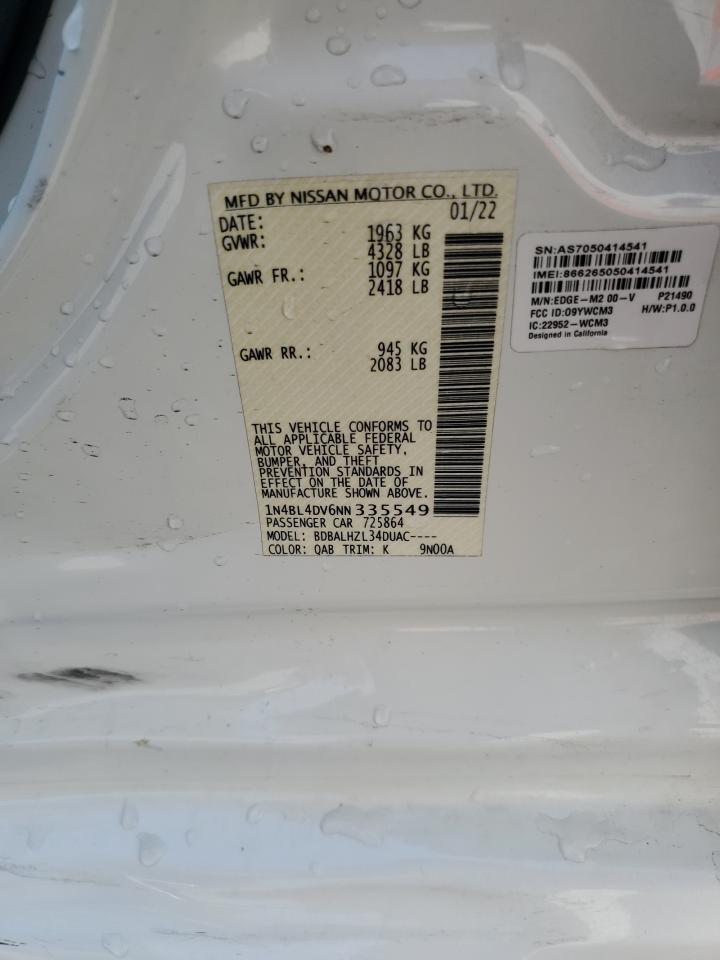 MFD BY NISSAN MOTOR CO., LTD.
DATE: 01/22
GVWR: 1963 KG
4328 LB
GAWR FR.: 1097 KG
2418 LB
GAWR RR.: 945 KG
2083 LB
THIS VEHICLE CONFORMS TO
ALL APPLICABLE FEDERAL
MOTOR VEHICLE SAFETY,
BUMPER, AND THEFT
PREVENTION STANDARDS IN
EFFECT ON THE DATE OF
MANUFACTURE SHOWN ABOVE.
1N4BL4DV6NN335549
PASSENGER CAR 725864
MODEL: BDBALHZL34DUAC----
COLOR: QAB TRIM: K 9N00A
SN:AS7050414541
IMEI:866265050414541
M/N:EDGE-M2 00-V P21490
FCC ID:O9YWCM3 H/W:P1.0.0
IC:22952-WCM3
Designed in California